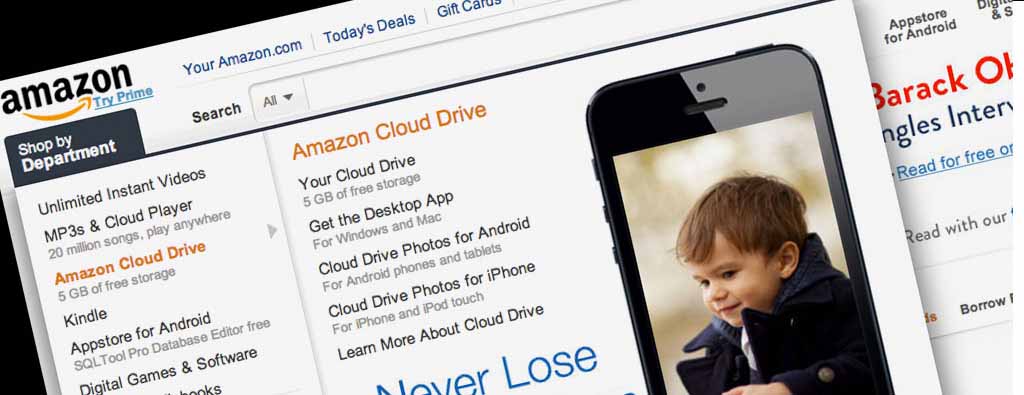 amazon
Try Prime
Your Amazon.com
Today's Deals
Gift Cards
Search
All
Shop by
Department
Unlimited Instant Videos
MP3s & Cloud Player
20 million songs, play anywhere
Amazon Cloud Drive
5 GB of free storage
Kindle
Appstore for Android
SQLTool Pro Database Editor free
Digital Games & Software
Amazon Cloud Drive
Your Cloud Drive
5 GB of free storage
Get the Desktop App
For Windows and Mac
Cloud Drive Photos for Android
For Android phones and tablets
Cloud Drive Photos for iPhone
For iPhone and iPod touch
Learn More About Cloud Drive
Never Lose
Appstore
for Android
& S
Barack Ob
ngles Interv
Read for free on
Read with our
Borrow